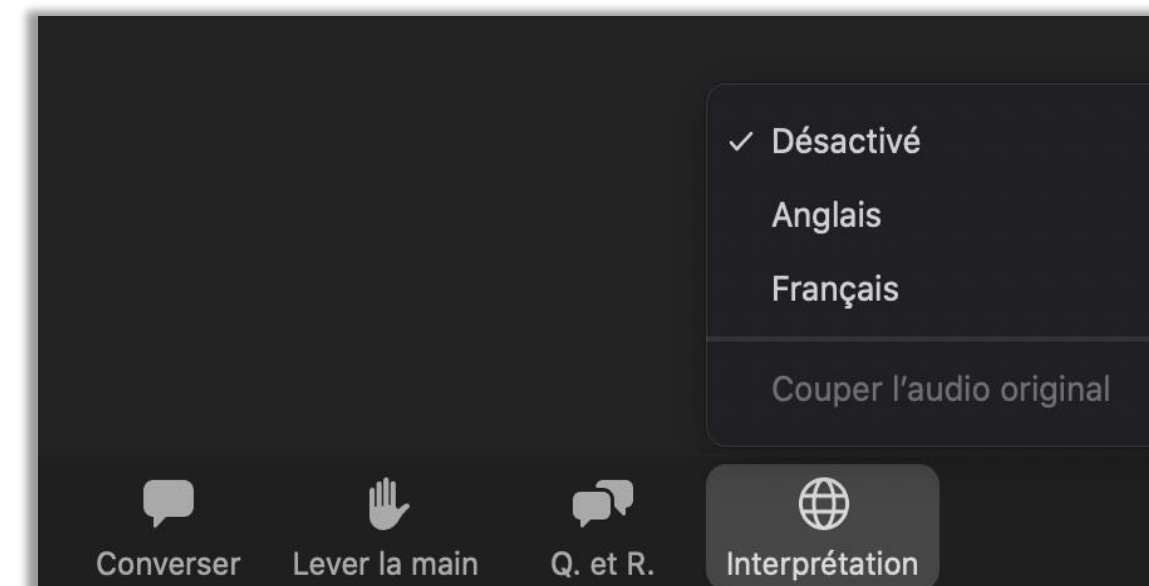 ✓ Désactivé
Anglais
Français
Couper l’audio original
Converser
Lever la main
Q. et R.
Interprétation